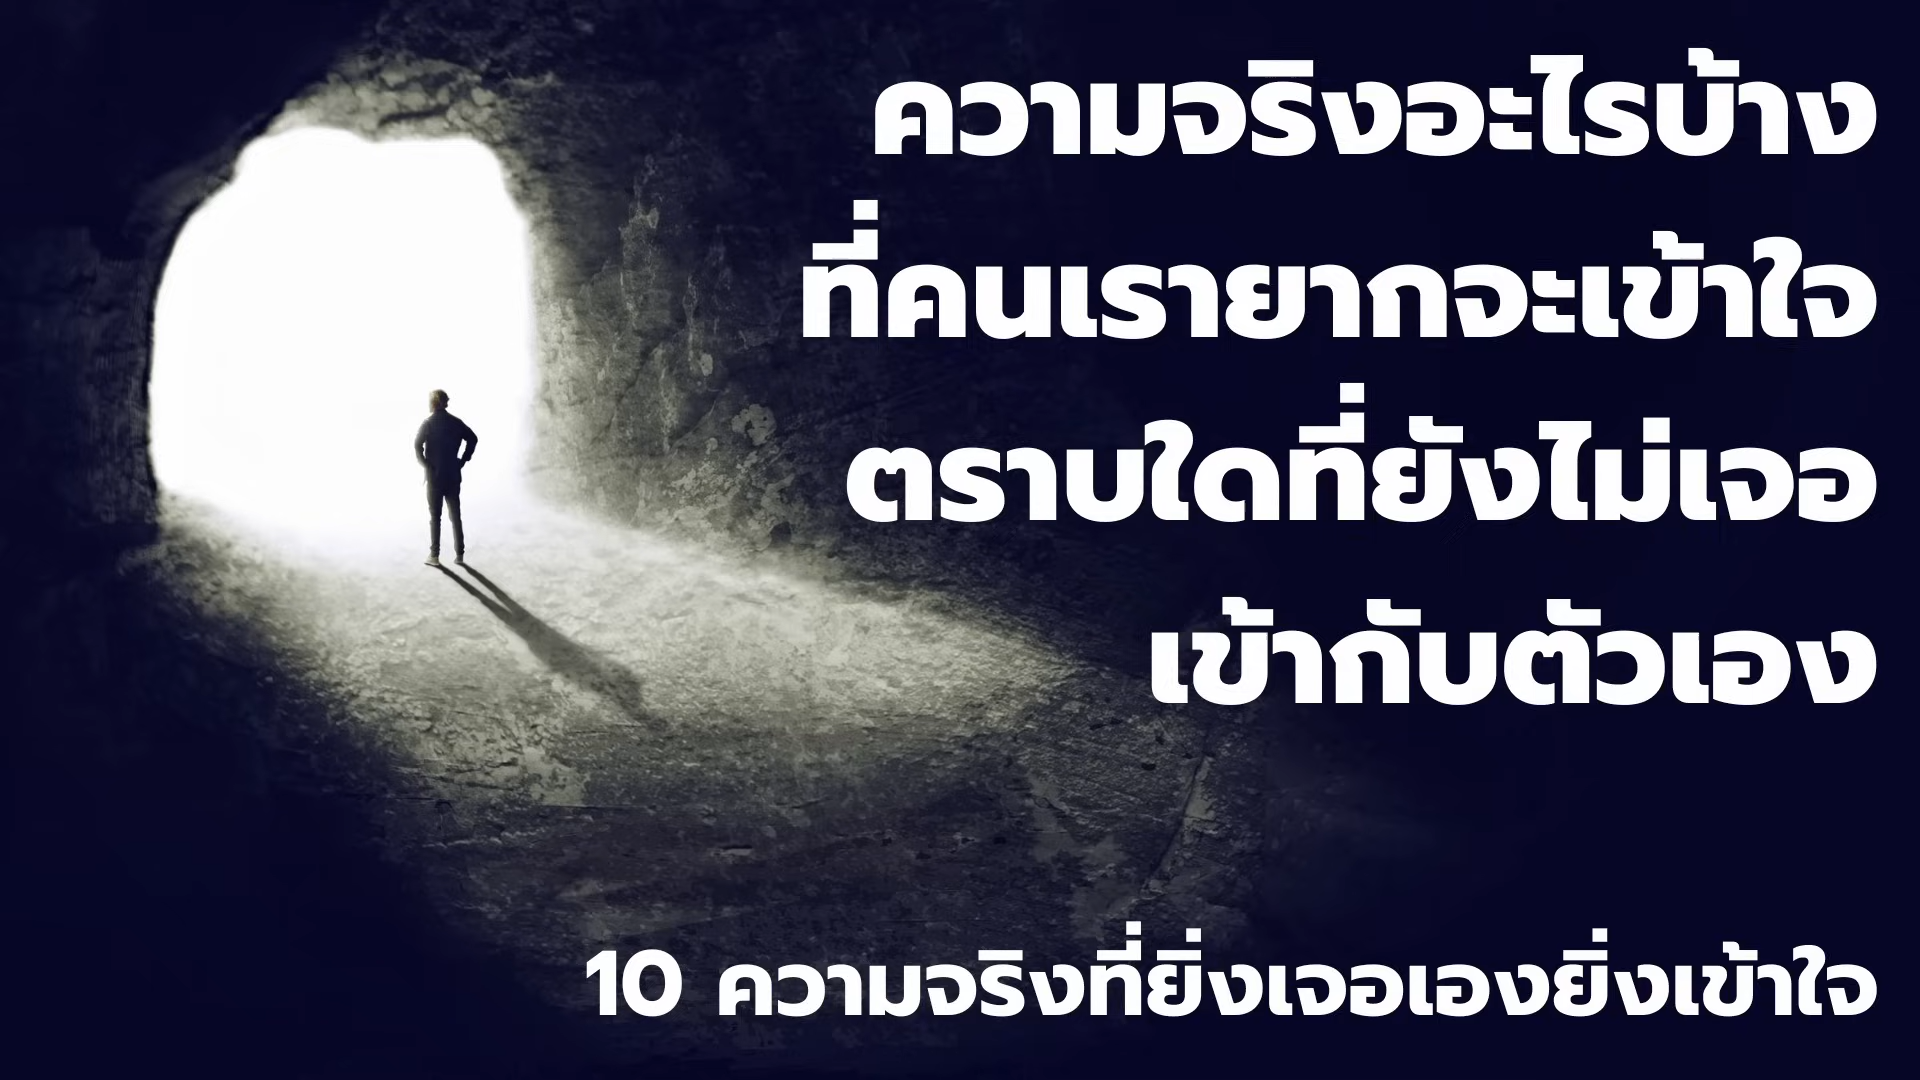 ความจริงอะไรบ้าง
ที่คนเรายากจะเข้าใจ
ตราบใดที่ยังไม่เจอ
เข้ากับตัวเอง
10 ความจริงที่ยิ่งเจอเองยิ่งเข้าใจ